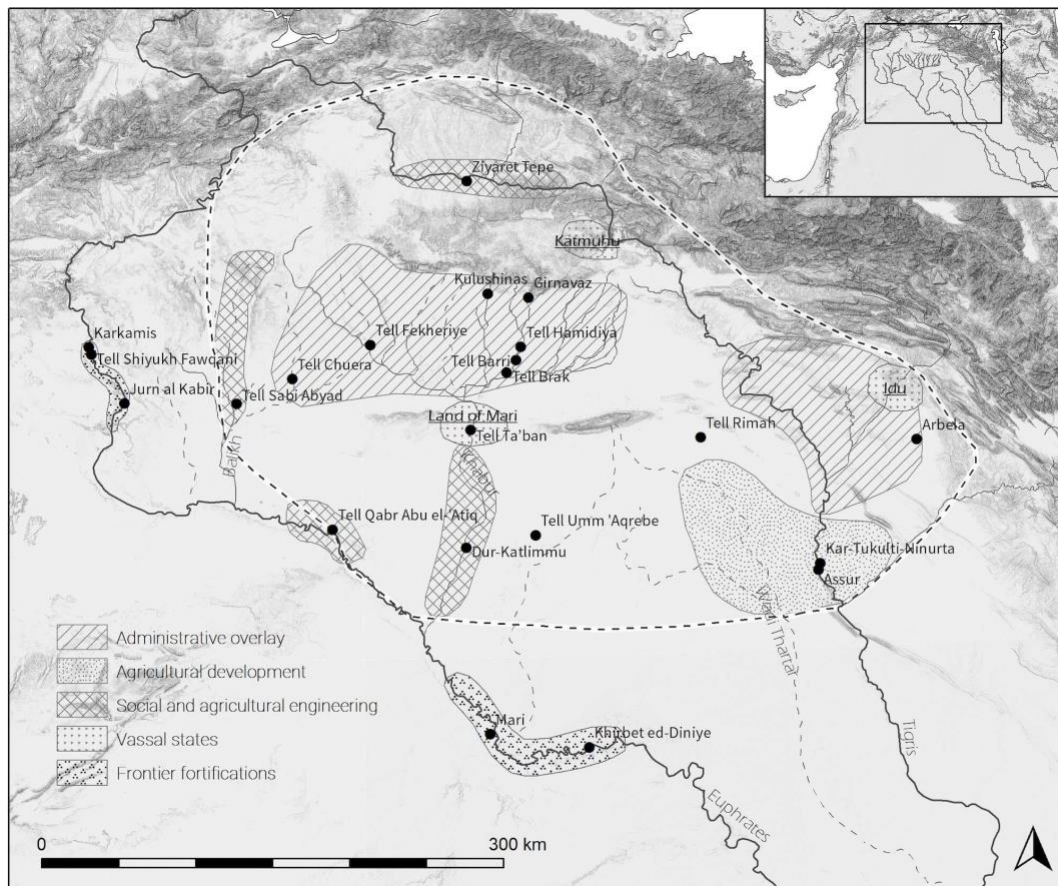 Ziyaret Tepe
Katmuhu
Kulushinas
Girnavaz
Tell Fekheriye
Tell Hamidiya
Karkamis
Tell Shiyukh Fawqani
Tell Chuera
Tell Barri
Tell Brak
Jurn al Kabir
Tell Sabi Abyad
Idu
Land of Mari
Tell Ta'ban
Tell Rimah
Arbela
Balikh
Khabur
Tell Qabr Abu el-'Atiq
Tell Umm 'Aqrebe
Dur-Katlimmu
Kar-Tukulti-Ninurta
Assur
Wadi Thartar
Administrative overlay
Agricultural development
Social and agricultural engineering
Vassal states
Frontier fortifications
Mari
Khirbet ed-Diniye
Tigris
Euphrates
0 300 km